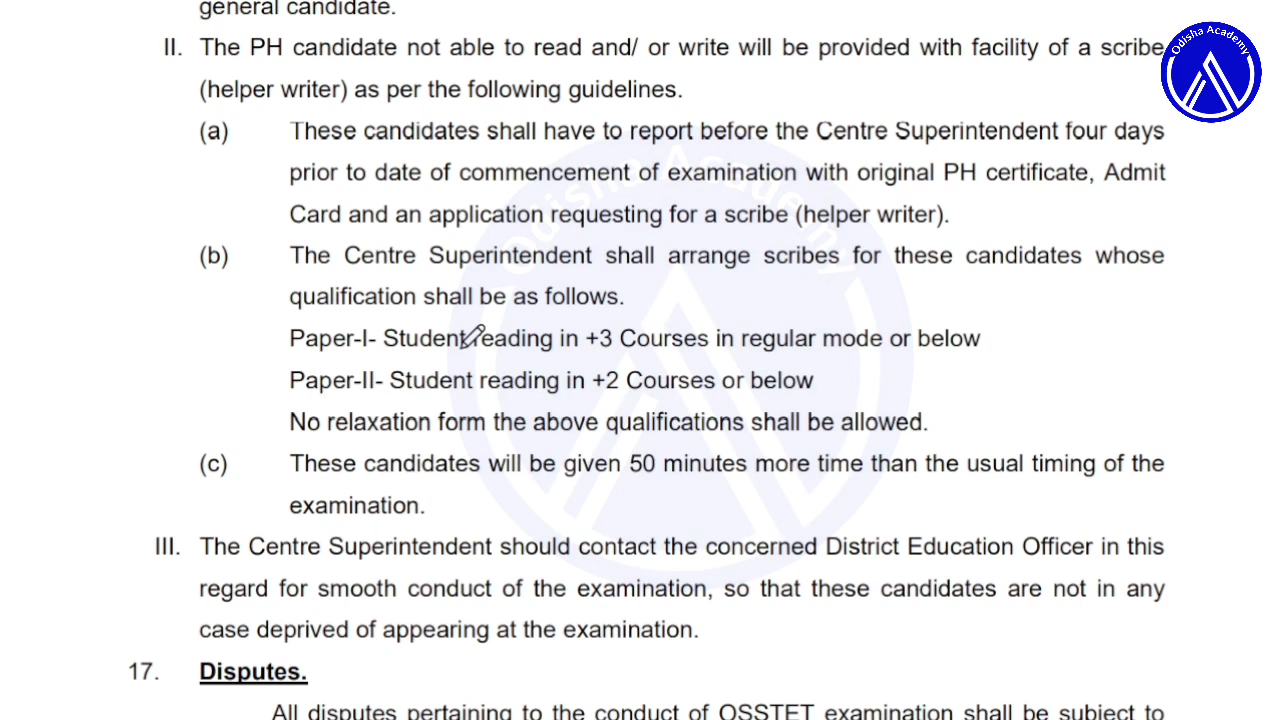 general candidate.
II. The PH candidate not able to read and/ or write will be provided with facility of a scribe
(helper writer) as per the following guidelines.
(a) These candidates shall have to report before the Centre Superintendent four days
prior to date of commencement of examination with original PH certificate, Admit
Card and an application requesting for a scribe (helper writer).
(b) The Centre Superintendent shall arrange scribes for these candidates whose
qualification shall be as follows.
Paper-I- Student reading in +3 Courses in regular mode or below
Paper-II- Student reading in +2 Courses or below
No relaxation form the above qualifications shall be allowed.
(c) These candidates will be given 50 minutes more time than the usual timing of the
examination.
III. The Centre Superintendent should contact the concerned District Education Officer in this
regard for smooth conduct of the examination, so that these candidates are not in any
case deprived of appearing at the examination.
17. Disputes.
All disputes pertaining to the conduct of OSSTET examination shall be subject to
Odisha Academy
Odisha Academy